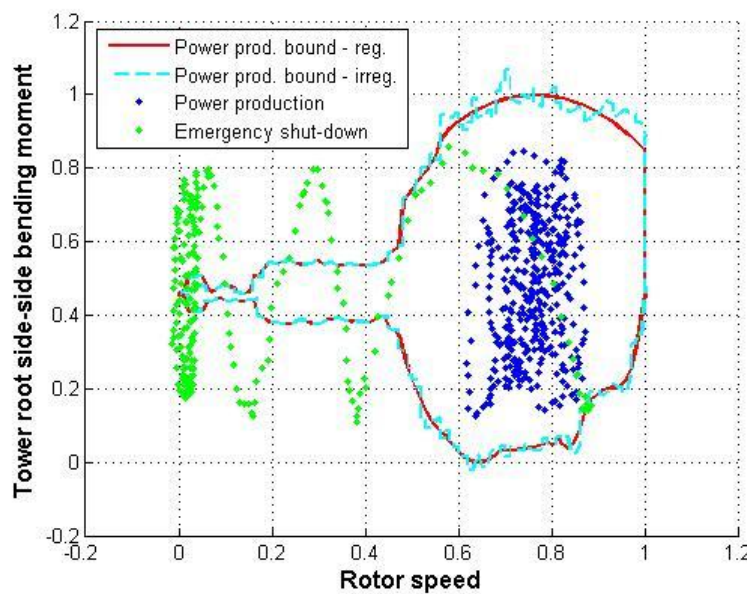 1.2
Power prod. bound - reg.
Power prod. bound - irreg.
Power production
Emergency shut-down
1
0.8
0.6
0.4
0.2
0
-0.2
Tower root side-side bending moment
-0.2
0
0.2
0.4
0.6
0.8
1
1.2
Rotor speed